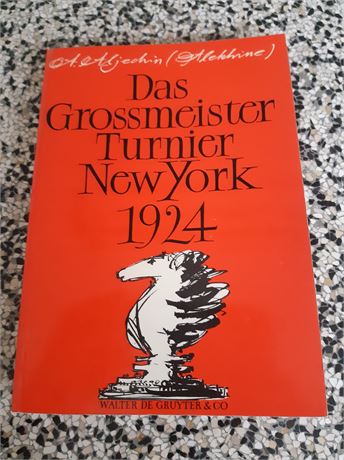 A. Aljechin (Alekhine)
Das
Grossmeister
Turnier
New York
1924
WALTER DE GRUYTER & CO